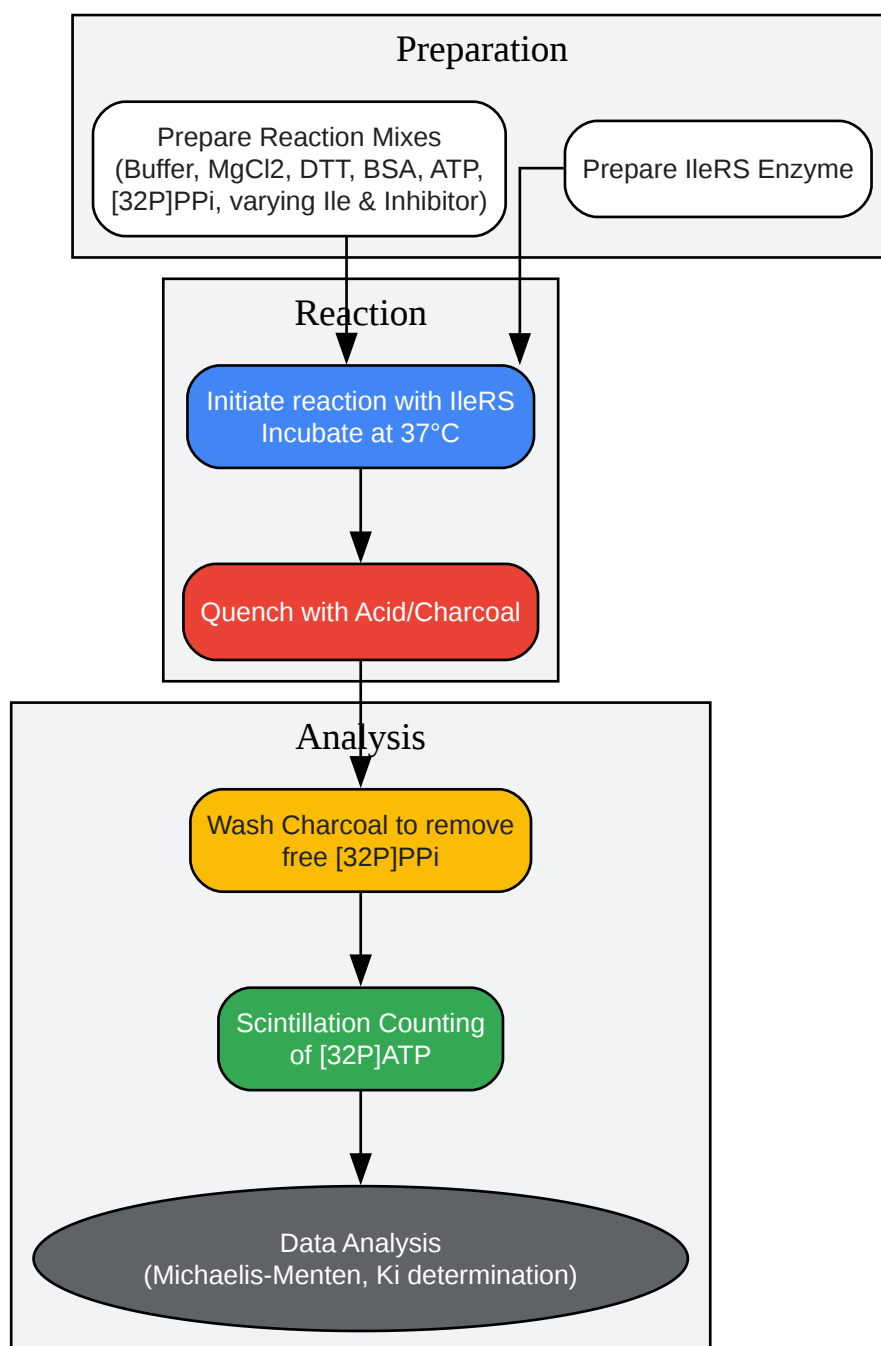 Preparation
Prepare Reaction Mixes
(Buffer, MgCl2, DTT, BSA, ATP,
[32P]PPi, varying Ile & Inhibitor)
Prepare IleRS Enzyme
Reaction
Initiate reaction with IleRS
Incubate at 37°C
Quench with Acid/Charcoal
Analysis
Wash Charcoal to remove
free [32P]PPi
Scintillation Counting
of [32P]ATP
Data Analysis
(Michaelis-Menten, Ki determination)